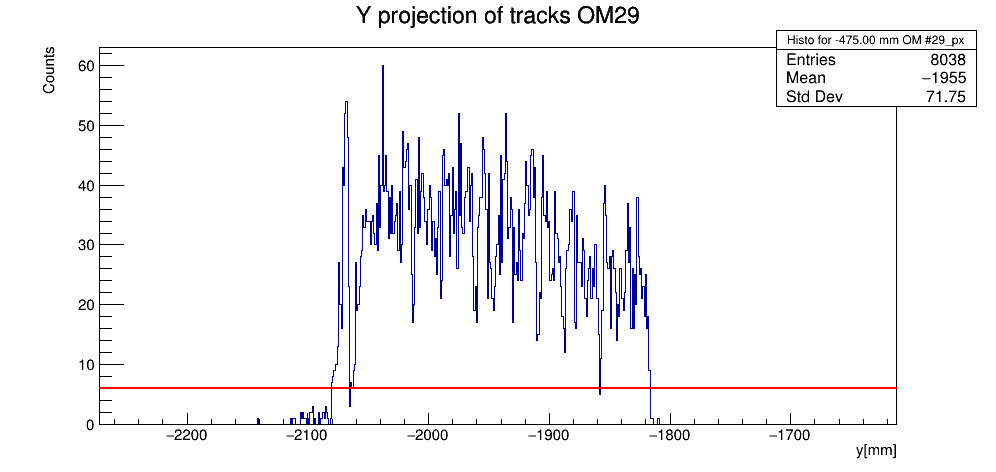 Y projection of tracks OM29
Histo for -475.00 mm OM #29_px
Entries 8038
Mean −1955
Std Dev 71.75
Counts
60
50
40
30
20
10
0
−2200 −2100 −2000 −1900 −1800 −1700
y[mm]